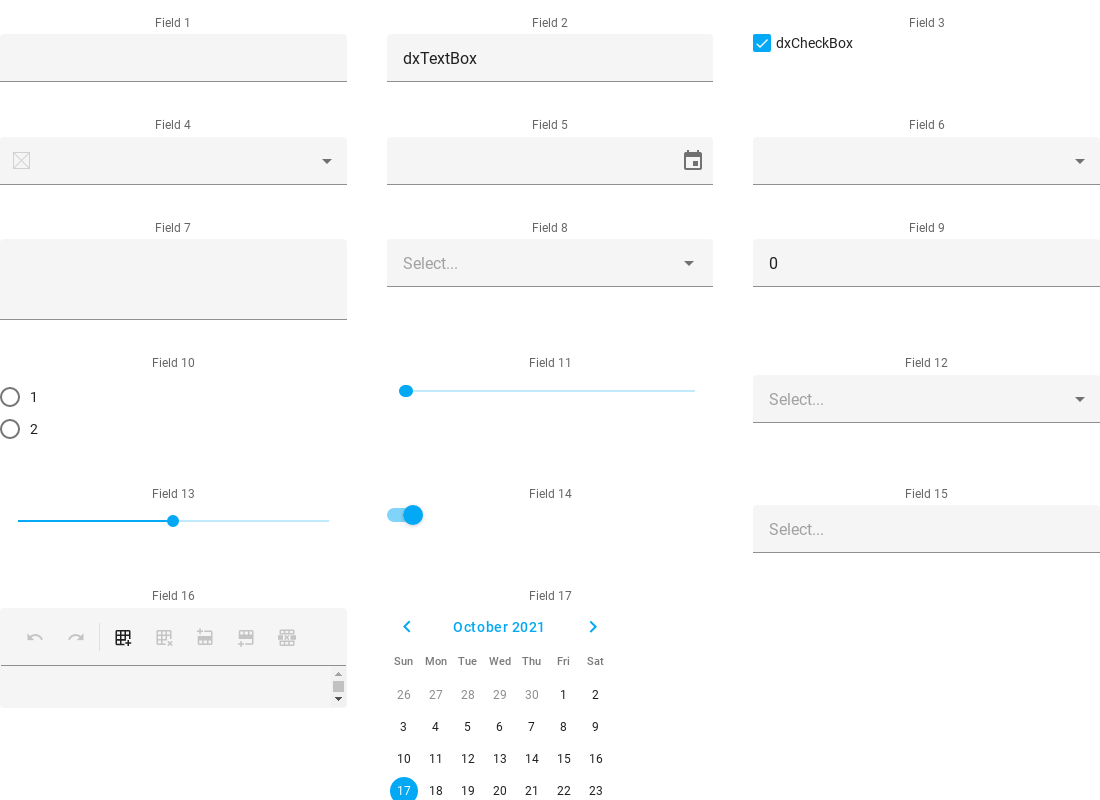 Field 1
Field 2
dxTextBox
Field 3
dxCheckBox
Field 4
Field 5
Field 6
Field 7
Field 8
Select...
Field 9
0
Field 10
1
2
Field 11
Field 12
Select...
Field 13
Field 14
Field 15
Select...
Field 16
Field 17
October 2021
Sun Mon Tue Wed Thu Fri Sat
26 27 28 29 30 1 2
3 4 5 6 7 8 9
10 11 12 13 14 15 16
17 18 19 20 21 22 23